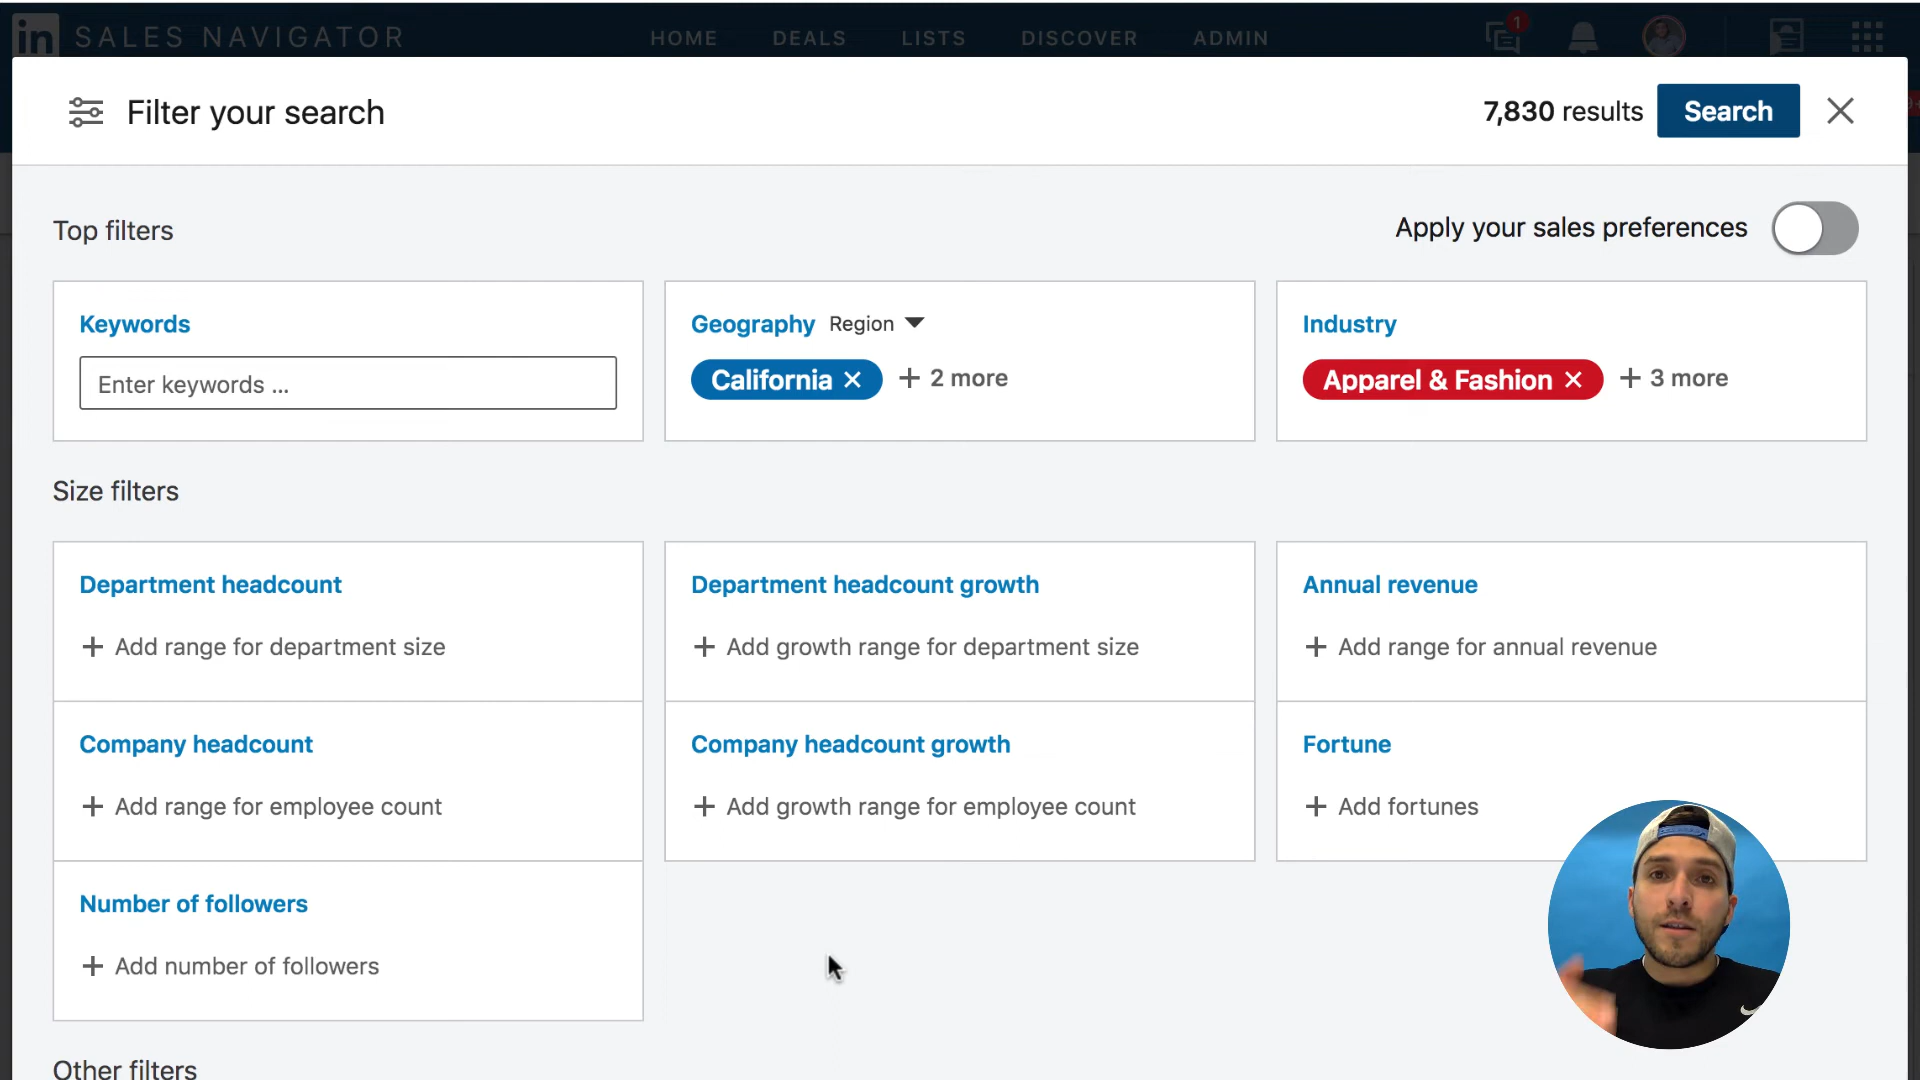 in SALES NAVIGATOR HOME DEALS LISTS DISCOVER ADMIN 1
Filter your search 7,830 results Search
Top filters Apply your sales preferences
Keywords Geography Region Industry
Enter keywords ... California × + 2 more Apparel & Fashion × + 3 more
Size filters
Department headcount Department headcount growth Annual revenue
+ Add range for department size + Add growth range for department size + Add range for annual revenue
Company headcount Company headcount growth Fortune
+ Add range for employee count + Add growth range for employee count + Add fortunes
Number of followers
+ Add number of followers
Other filters